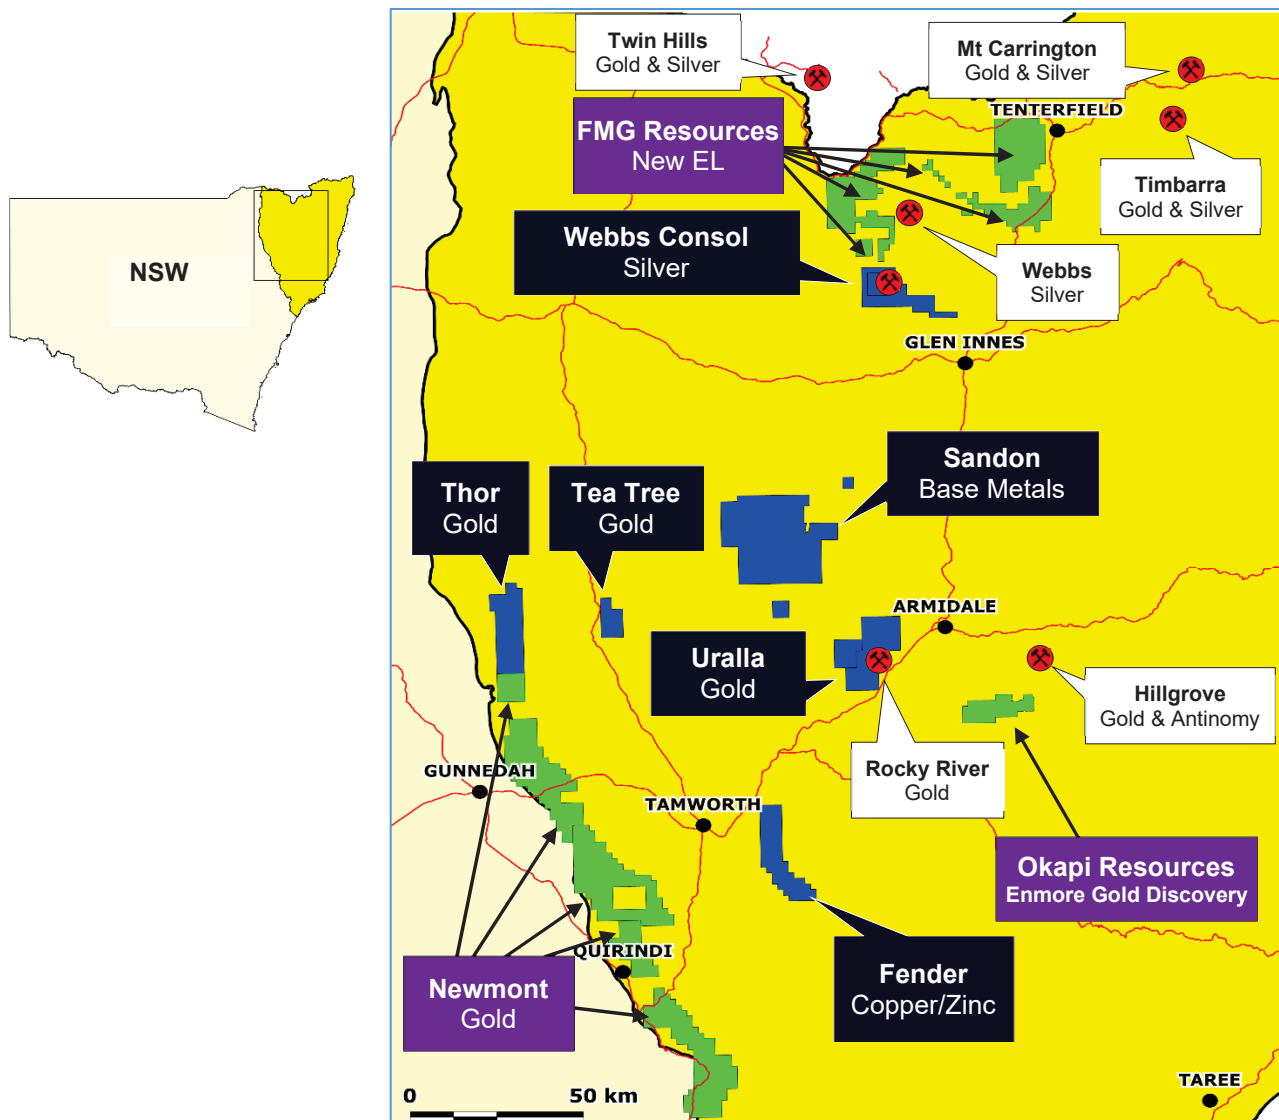 Twin Hills
Gold & Silver
Mt Carrington
Gold & Silver
TENTERFIELD
FMG Resources
New EL
Timbarra
Gold & Silver
Webbs Consol
Silver
Webbs
Silver
NSW
GLEN INNES
Sandon
Base Metals
Thor
Gold
Tea Tree
Gold
ARMIDALE
Uralla
Gold
Hillgrove
Gold & Antinomy
Rocky River
Gold
GUNNEDAH
TAMWORTH
Okapi Resources
Enmore Gold Discovery
QUIRINDI
Fender
Copper/Zinc
Newmont
Gold
0 50 km
TAREE